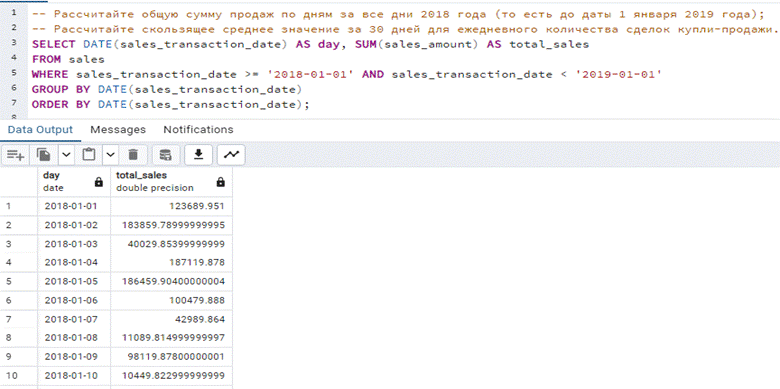 1 -- Рассчитайте общую сумму продаж по дням за все дни 2018 года (то есть до даты 1 января 2019 года);
2 -- Рассчитайте скользящее среднее значение за 30 дней для ежедневного количества сделок купли-продажи.
3 SELECT DATE(sales_transaction_date) AS day, SUM(sales_amount) AS total_sales
4 FROM sales
5 WHERE sales_transaction_date >= '2018-01-01' AND sales_transaction_date < '2019-01-01'
6 GROUP BY DATE(sales_transaction_date)
7 ORDER BY DATE(sales_transaction_date);
8
Data Output Messages Notifications
day total_sales
date double precision
1 2018-01-01 123689.951
2 2018-01-02 183859.78999999995
3 2018-01-03 40029.85399999999
4 2018-01-04 187119.878
5 2018-01-05 186459.90400000004
6 2018-01-06 100479.888
7 2018-01-07 42989.864
8 2018-01-08 11089.814999999997
9 2018-01-09 98119.87800000001
10 2018-01-10 10449.822999999999